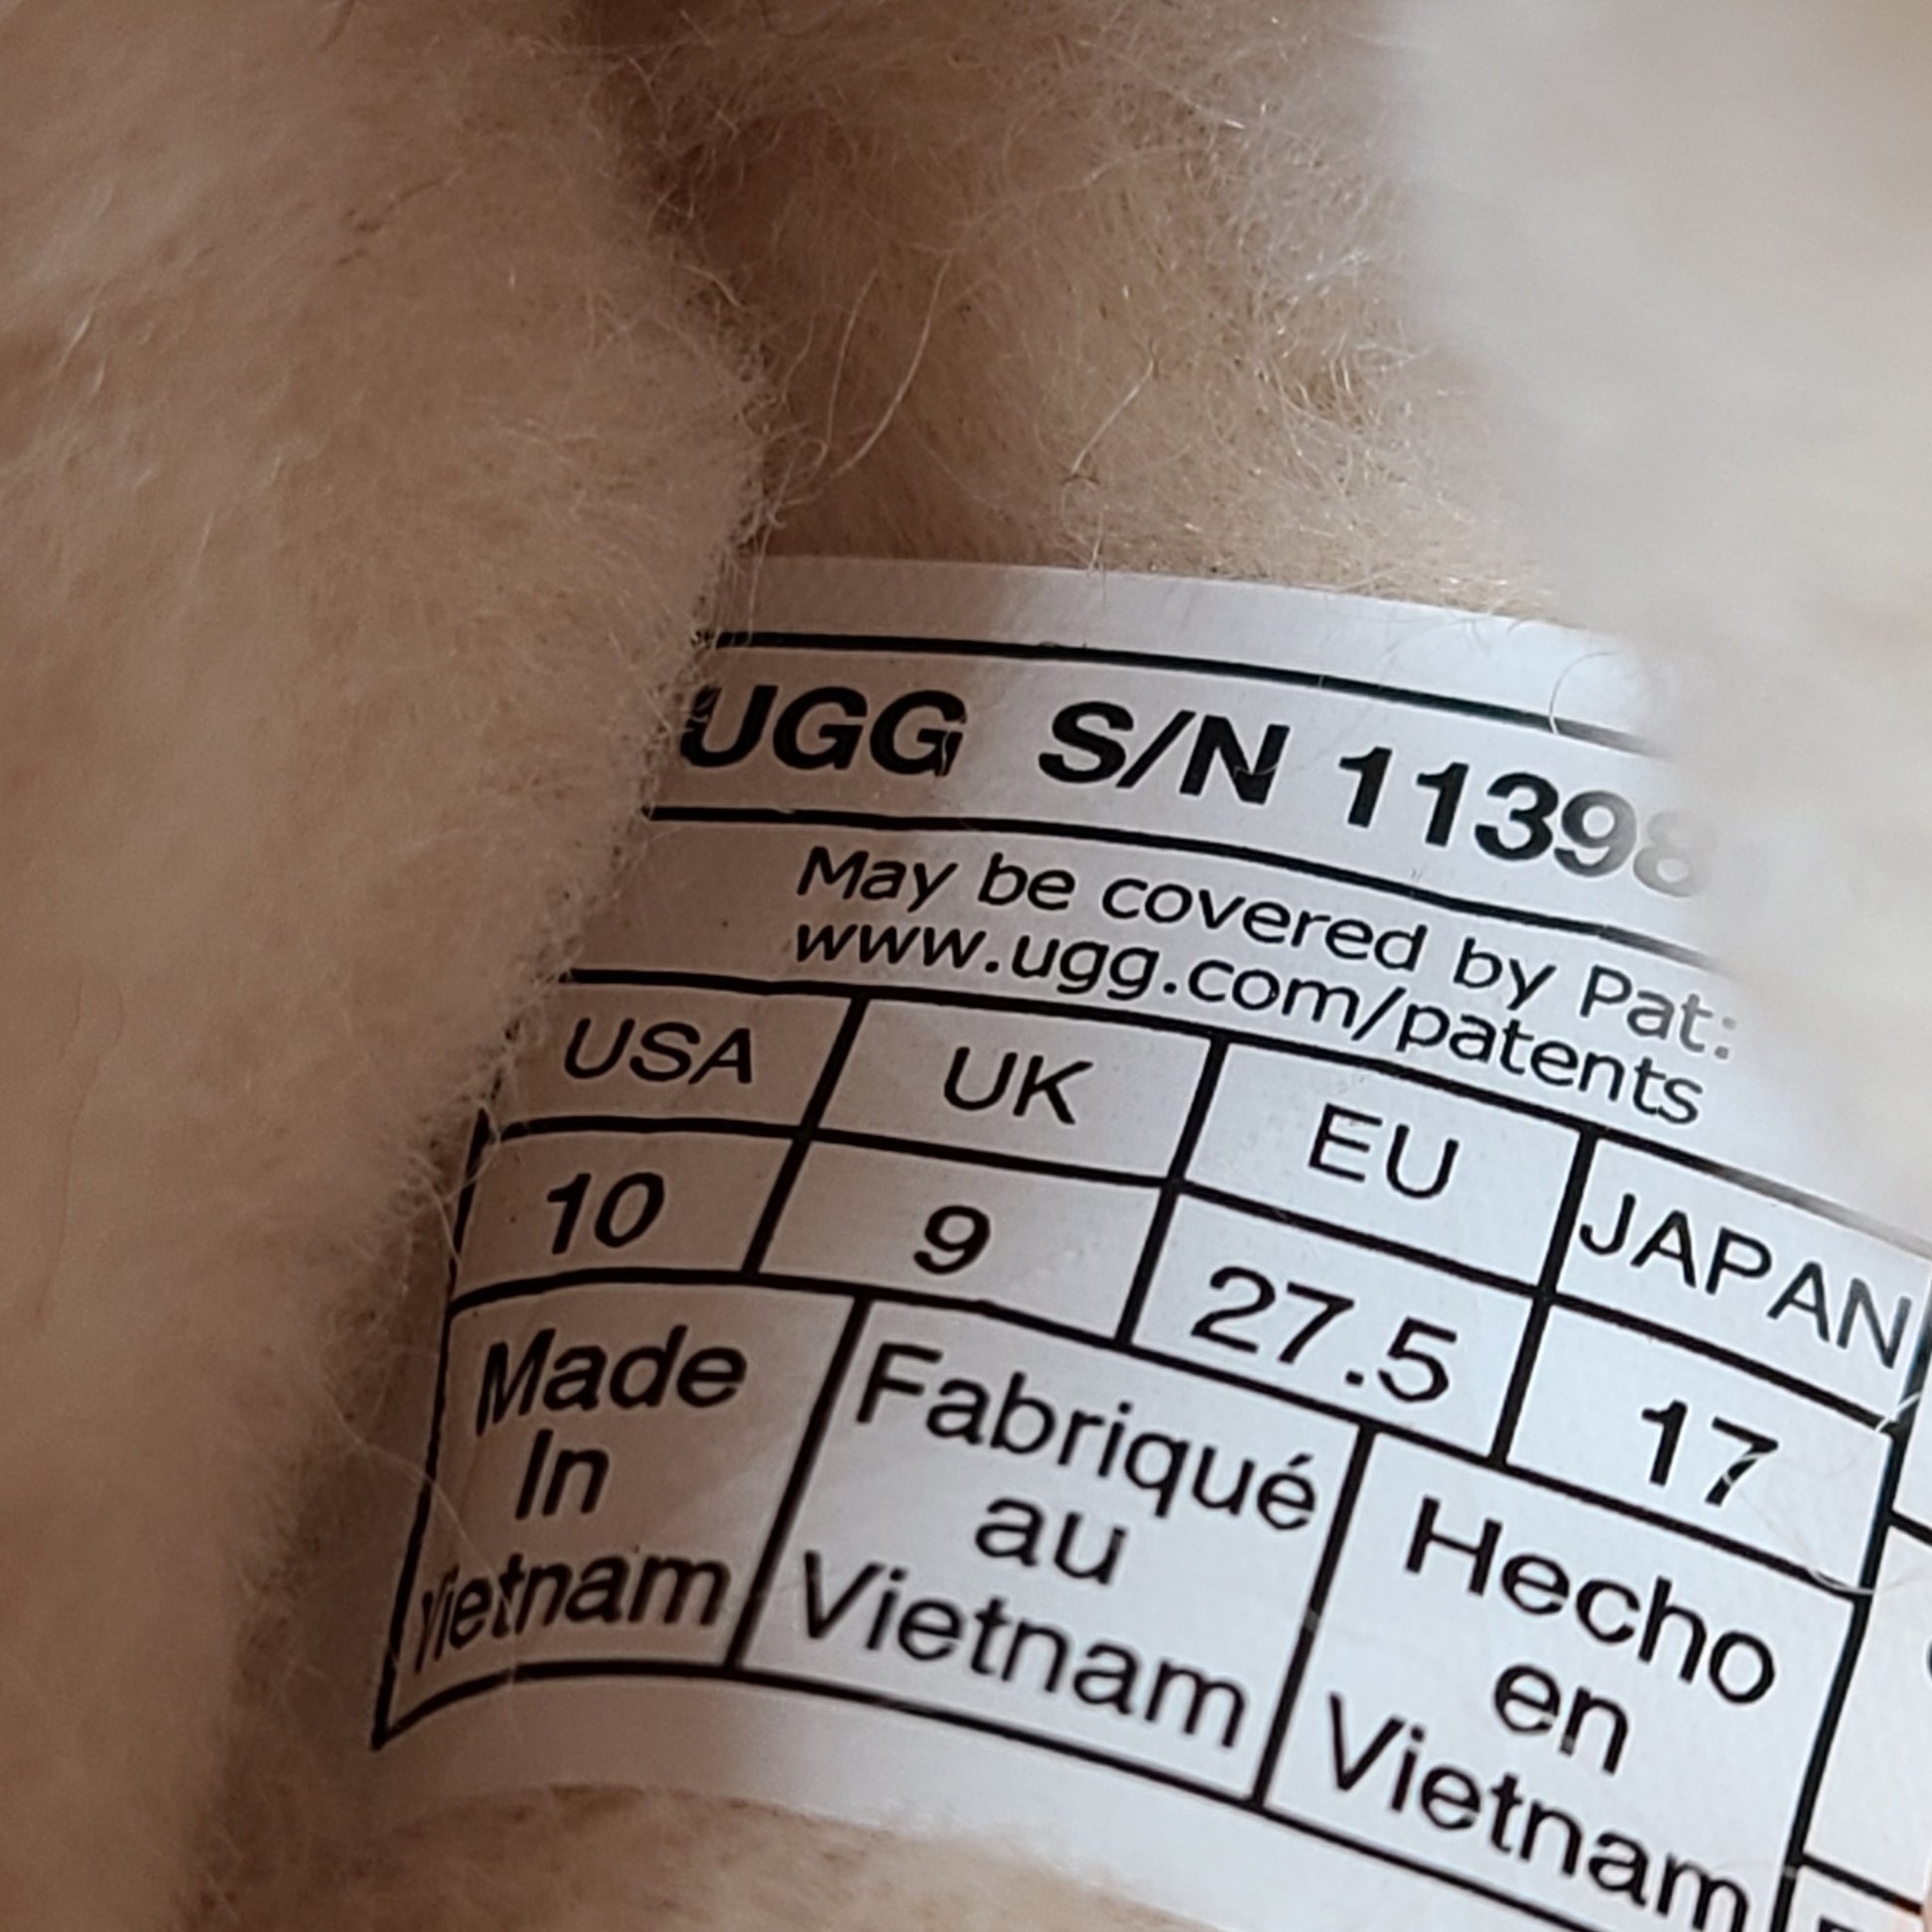 UGG S/N 11398
May be covered by Pat:
www.ugg.com/patents
USA UK EU JAPAN
10 9 27.5 17
Made
In
Vietnam
Fabriqué
au
Vietnam
Hecho
en
Vietnam